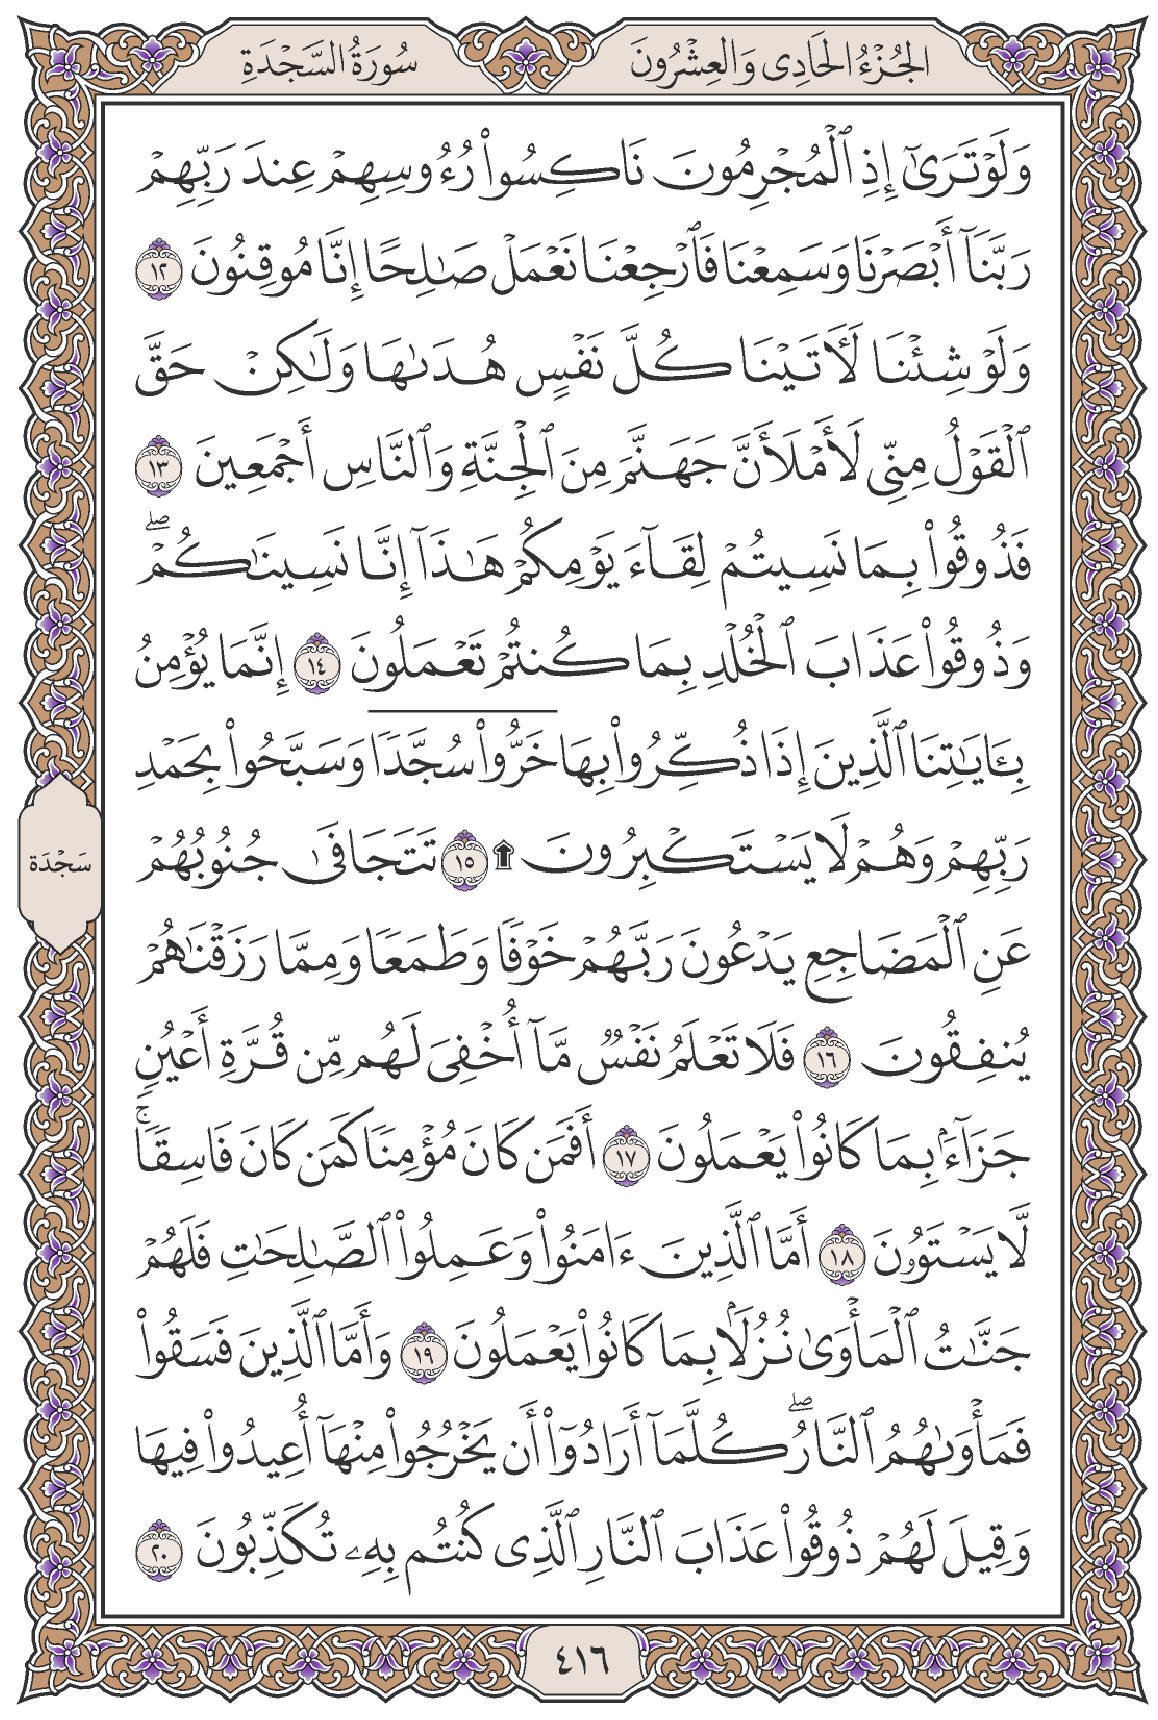 الجُزْءُ الحَادِى وَالعِشْرُونَ
سُورَةُ السَّجْدَةِ
وَلَوْ تَرَىٰٓ إِذِ ٱلْمُجْرِمُونَ نَاكِسُوا۟ رُءُوسِهِمْ عِندَ رَبِّهِمْ
رَبَّنَآ أَبْصَرْنَا وَسَمِعْنَا فَٱرْجِعْنَا نَعْمَلْ صَـٰلِحًا إِنَّا مُوقِنُونَ ١٢
وَلَوْ شِئْنَا لَـَٔاتَيْنَا كُلَّ نَفْسٍ هُدَىٰهَا وَلَـٰكِنْ حَقَّ
ٱلْقَوْلُ مِنِّى لَأَمْلَأَنَّ جَهَنَّمَ مِنَ ٱلْجِنَّةِ وَٱلنَّاسِ أَجْمَعِينَ ١٣
فَذُوقُوا۟ بِمَا نَسِيتُمْ لِقَآءَ يَوْمِكُمْ هَـٰذَآ إِنَّا نَسِينَـٰكُمْ ۖ
وَذُوقُوا۟ عَذَابَ ٱلْخُلْدِ بِمَا كُنتُمْ تَعْمَلُونَ ١٤ إِنَّمَا يُؤْمِنُ
بِـَٔايَـٰتِنَا ٱلَّذِينَ إِذَا ذُكِّرُوا۟ بِهَا خَرُّوا۟ سُجَّدًا وَسَبَّحُوا۟ بِحَمْدِ
رَبِّهِمْ وَهُمْ لَا يَسْتَكْبِرُونَ ۩ ١٥ تَتَجَافَىٰ جُنُوبُهُمْ
سَجْدَة
عَنِ ٱلْمَضَاجِعِ يَدْعُونَ رَبَّهُمْ خَوْفًا وَطَمَعًا وَمِمَّا رَزَقْنَـٰهُمْ
يُنفِقُونَ ١٦ فَلَا تَعْلَمُ نَفْسٌ مَّآ أُخْفِىَ لَهُم مِّن قُرَّةِ أَعْيُنٍ
جَزَآءًۢ بِمَا كَانُوا۟ يَعْمَلُونَ ١٧ أَفَمَن كَانَ مُؤْمِنًا كَمَن كَانَ فَاسِقًا ۚ
لَّا يَسْتَوُۥنَ ١٨ أَمَّا ٱلَّذِينَ ءَامَنُوا۟ وَعَمِلُوا۟ ٱلصَّـٰلِحَـٰتِ فَلَهُمْ
جَنَّـٰتُ ٱلْمَأْوَىٰ نُزُلًۢا بِمَا كَانُوا۟ يَعْمَلُونَ ١٩ وَأَمَّا ٱلَّذِينَ فَسَقُوا۟
فَمَأْوَىٰهُمُ ٱلنَّارُ ۖ كُلَّمَآ أَرَادُوٓا۟ أَن يَخْرُجُوا۟ مِنْهَآ أُعِيدُوا۟ فِيهَا
وَقِيلَ لَهُمْ ذُوقُوا۟ عَذَابَ ٱلنَّارِ ٱلَّذِى كُنتُم بِهِۦ تُكَذِّبُونَ ٢٠
٤١٦